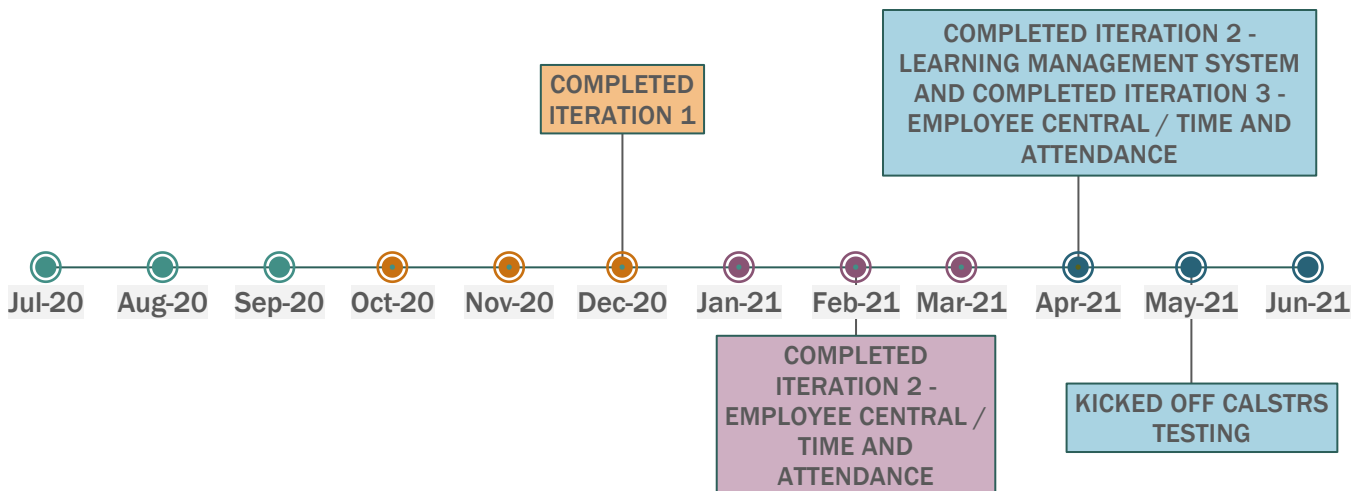 COMPLETED ITERATION 2 -
LEARNING MANAGEMENT SYSTEM
AND COMPLETED ITERATION 3 -
EMPLOYEE CENTRAL / TIME AND
ATTENDANCE
COMPLETED
ITERATION 1
Jul-20 Aug-20 Sep-20 Oct-20 Nov-20 Dec-20 Jan-21 Feb-21 Mar-21 Apr-21 May-21 Jun-21
COMPLETED
ITERATION 2 -
EMPLOYEE CENTRAL /
TIME AND
ATTENDANCE
KICKED OFF CALSTRS
TESTING